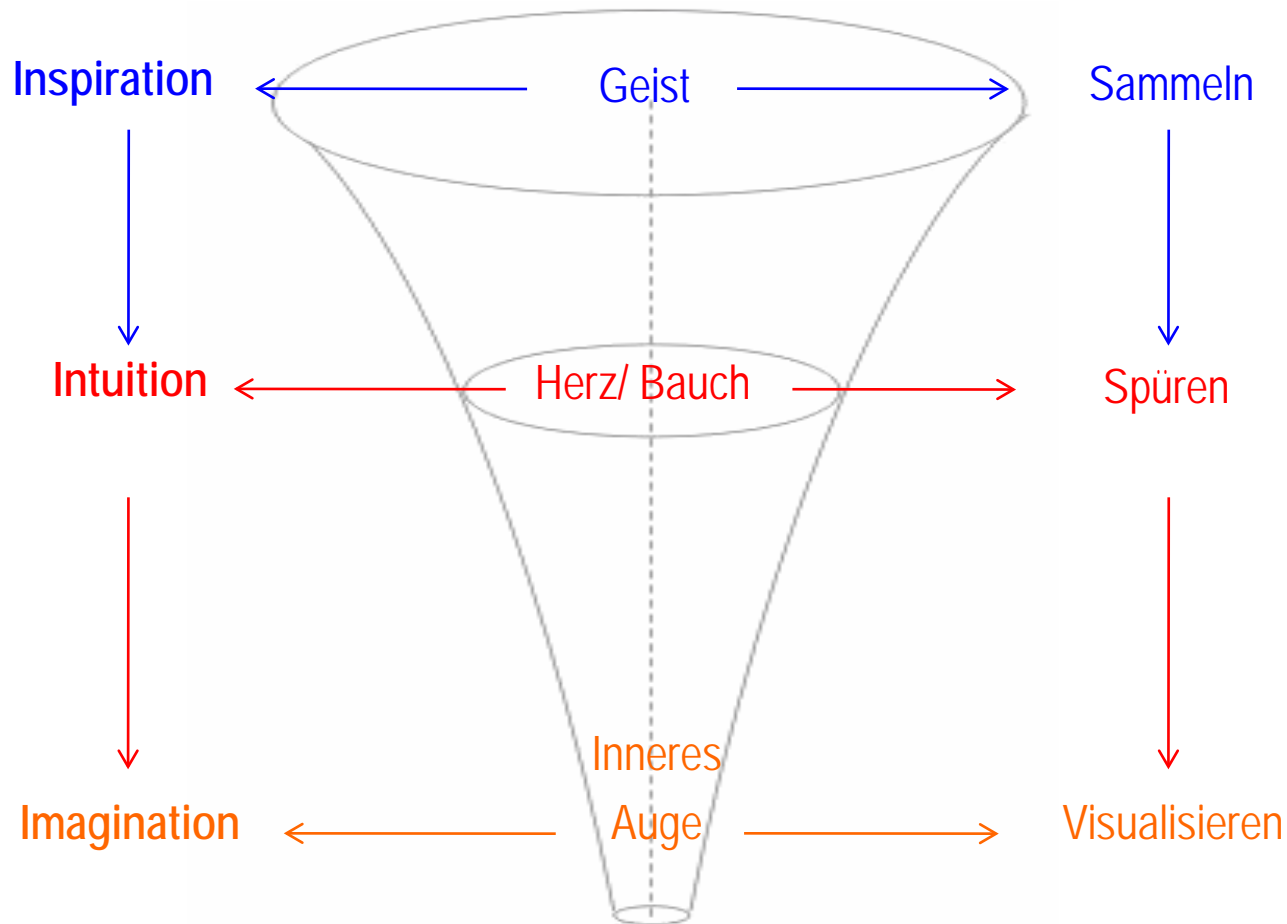 Inspiration Geist Sammeln
Intuition Herz/ Bauch Spüren
Inneres
Imagination Auge Visualisieren